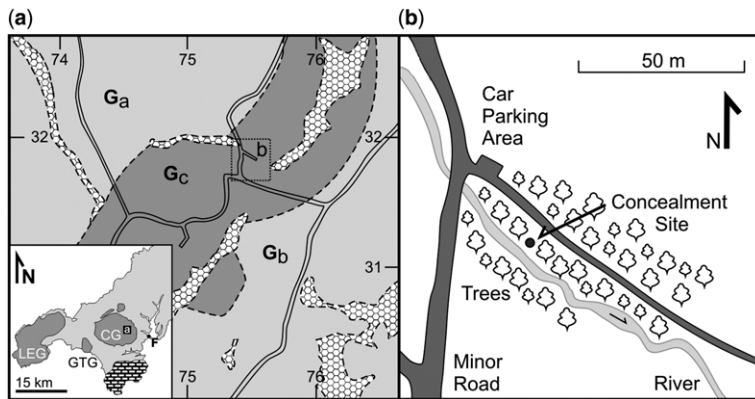 (a)
74
75
76
Ga
32
32
b
Gc
Gb
31
N
CG
a
F
LEG
GTG
15 km
75
76
(b)
50 m
Car
Parking
Area
N
Concealment
Site
Trees
Minor
Road
River